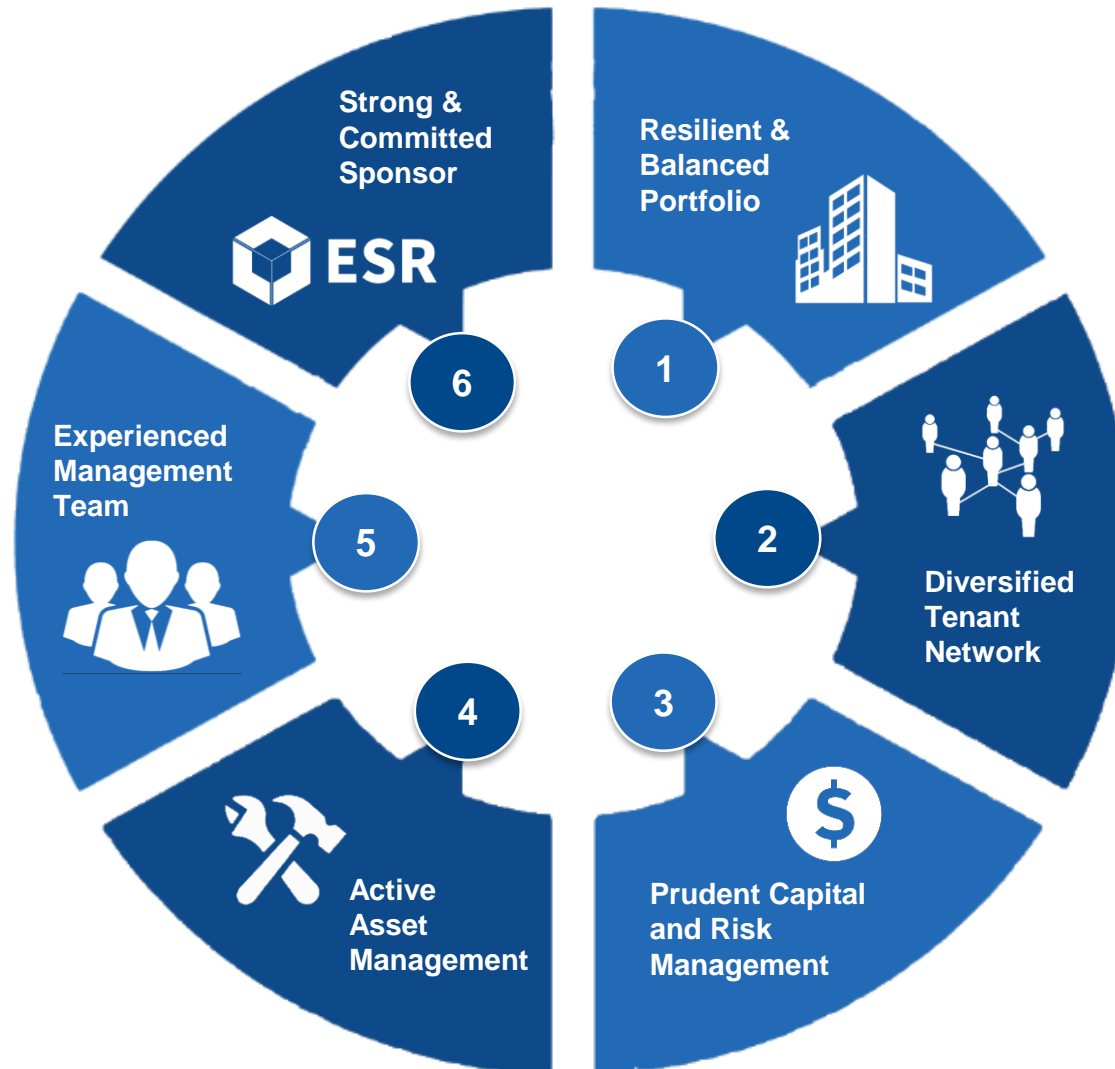 Resilient &
Balanced
Portfolio
1
Diversified
Tenant
Network
2
Prudent Capital
and Risk
Management
$
3
Active
Asset
Management
4
Experienced
Management
Team
5
Strong &
Committed
Sponsor
ESR
6